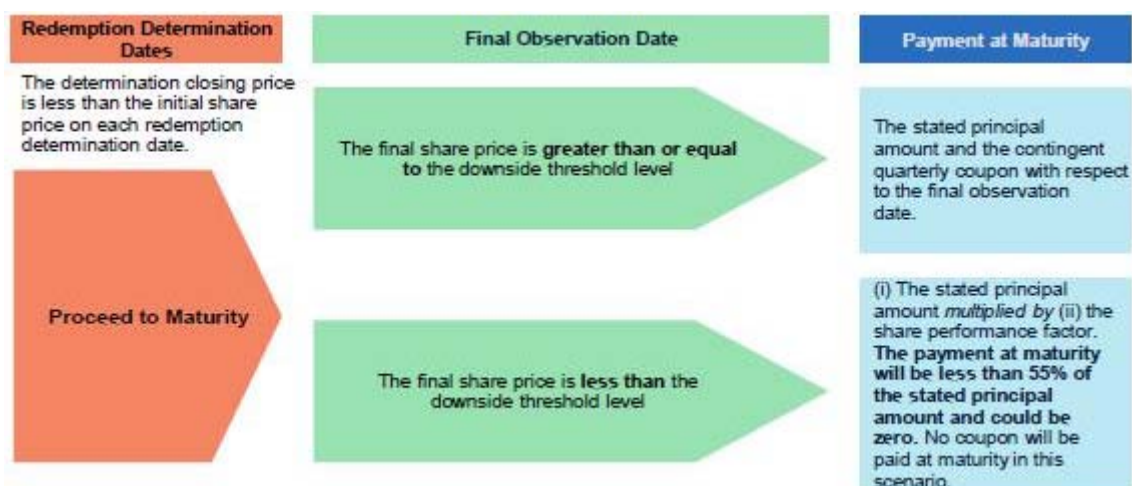 Redemption Determination
Dates
The determination closing price
is less than the initial share
price on each redemption
determination date.
Proceed to Maturity
Final Observation Date
The final share price is greater than or equal
to the downside threshold level
The final share price is less than the
downside threshold level
Payment at Maturity
The stated principal
amount and the contingent
quarterly coupon with respect
to the final observation
date.
(i) The stated principal
amount multiplied by (ii) the
share performance factor.
The payment at maturity
will be less than 55% of
the stated principal
amount and could be
zero. No coupon will be
paid at maturity in this
scenario